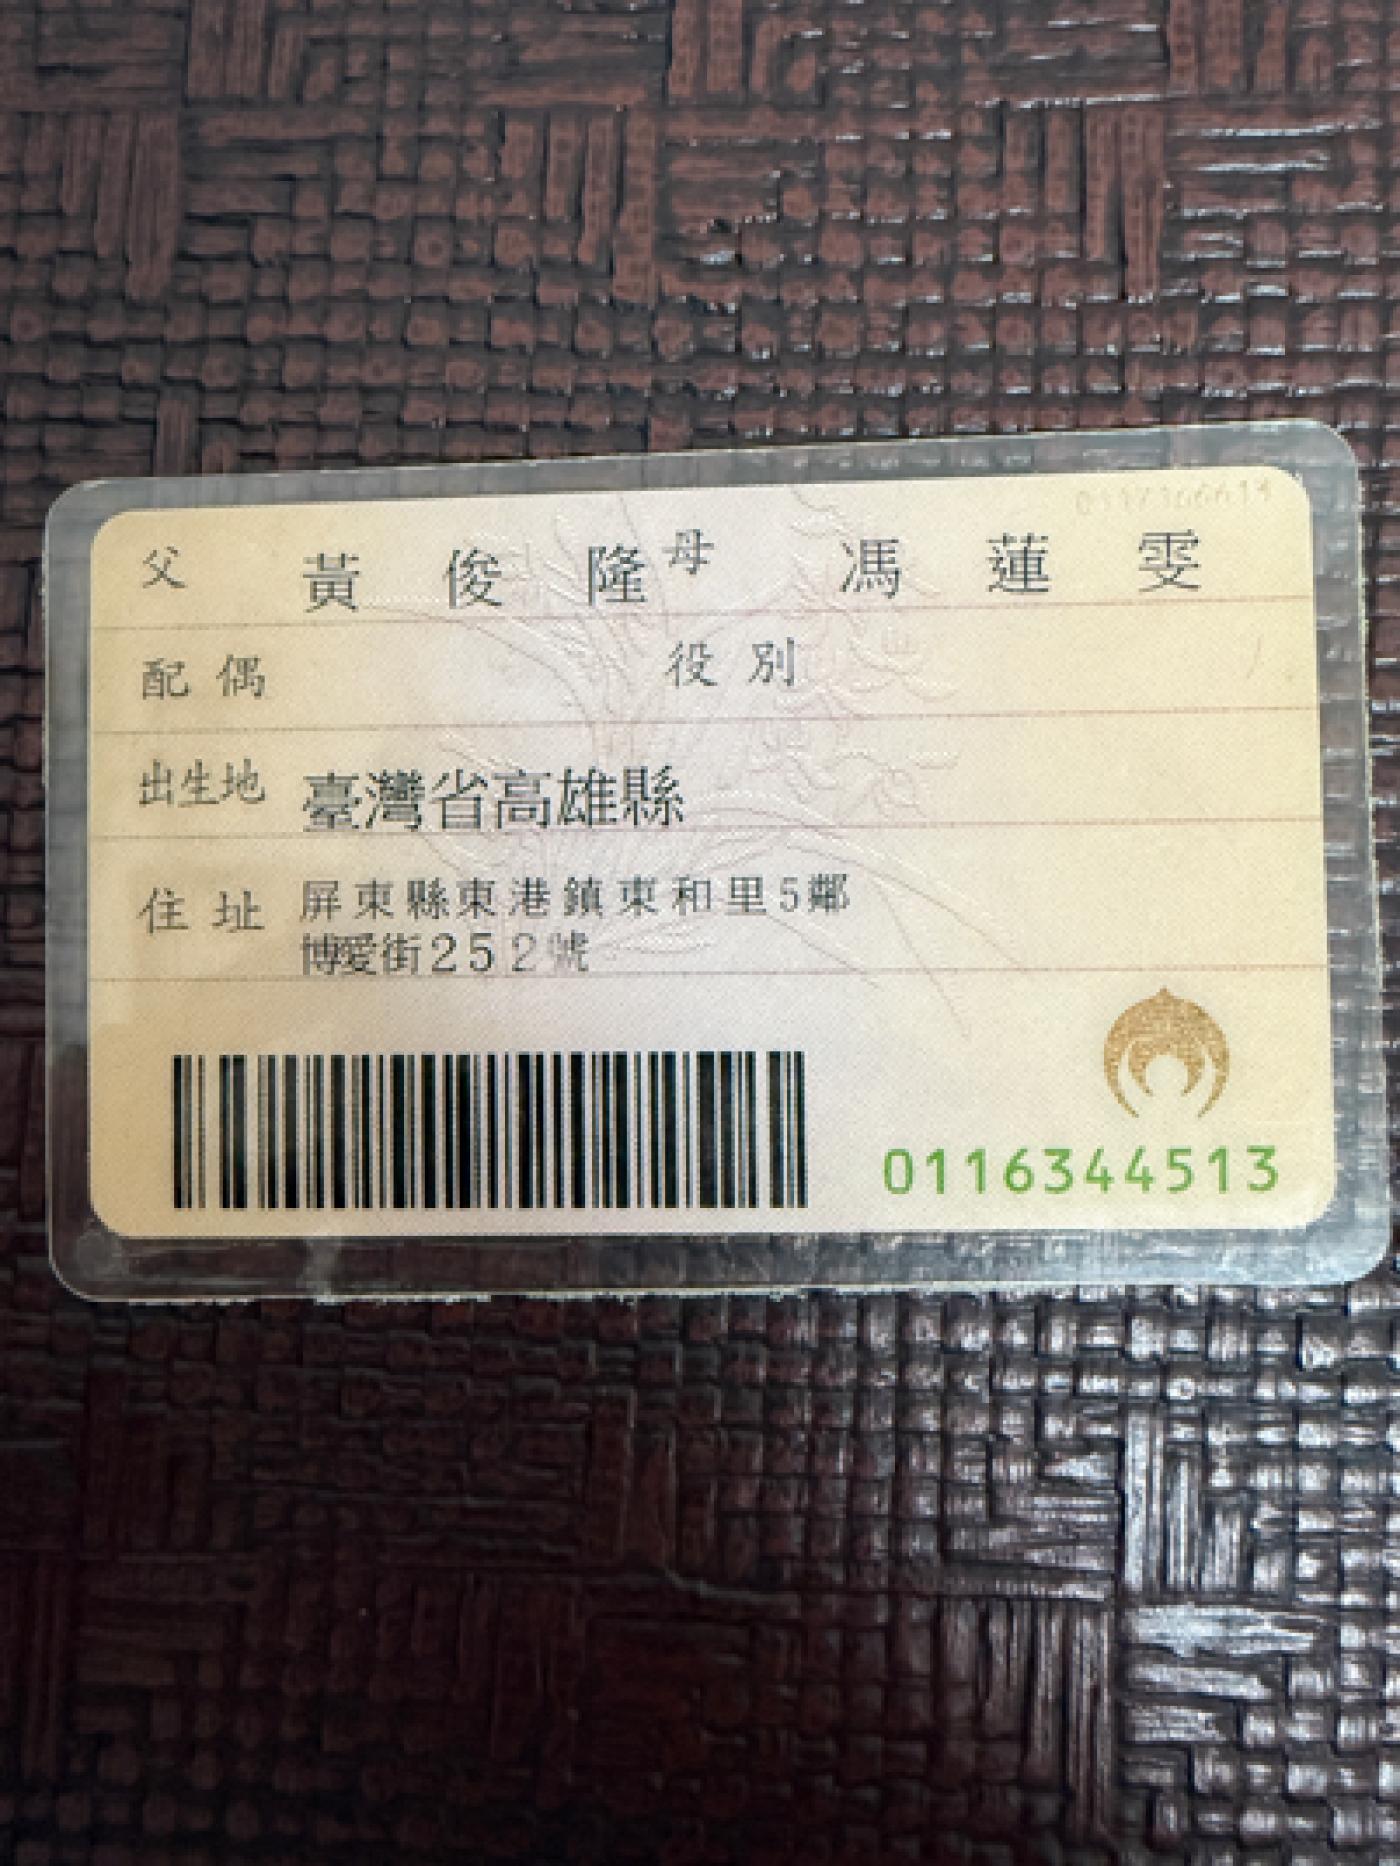 父 黃俊隆 母 馮蓮雯
配偶 役別
出生地 臺灣省高雄縣
住址 屏東縣東港鎮東和里5鄰
博愛街252號
0116344513